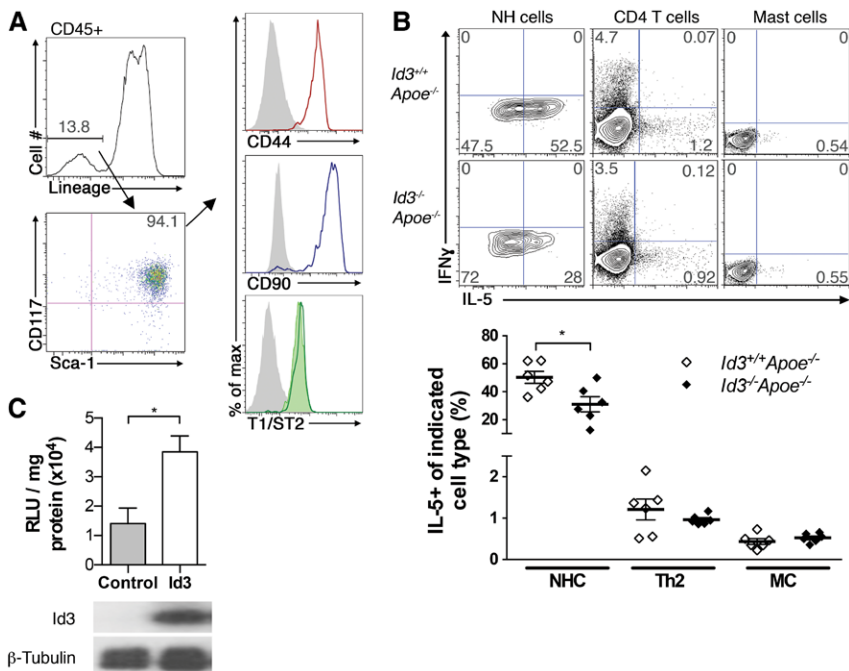 A
CD45+
13.8
Cell #
Lineage
94.1
CD117
Sca-1
CD44
CD90
T1/ST2
% of max
B
NH cells
CD4 T cells
Mast cells
Id3+/+
Apoe-/-
0
0
4.7
0.07
0
0
47.5
52.5
1.2
0.54
Id3-/-
Apoe-/-
0
0
3.5
0.12
0
0
72
28
0.92
0.55
IFNγ
IL-5
IL-5+ of indicated
cell type (%)
80
60
40
20
2
1
0
*
Id3+/+Apoe-/-
Id3-/-Apoe-/-
NHC
Th2
MC
C
RLU / mg
protein (x10⁴)
5
4
3
2
1
0
*
Control
Id3
Id3
β-Tubulin